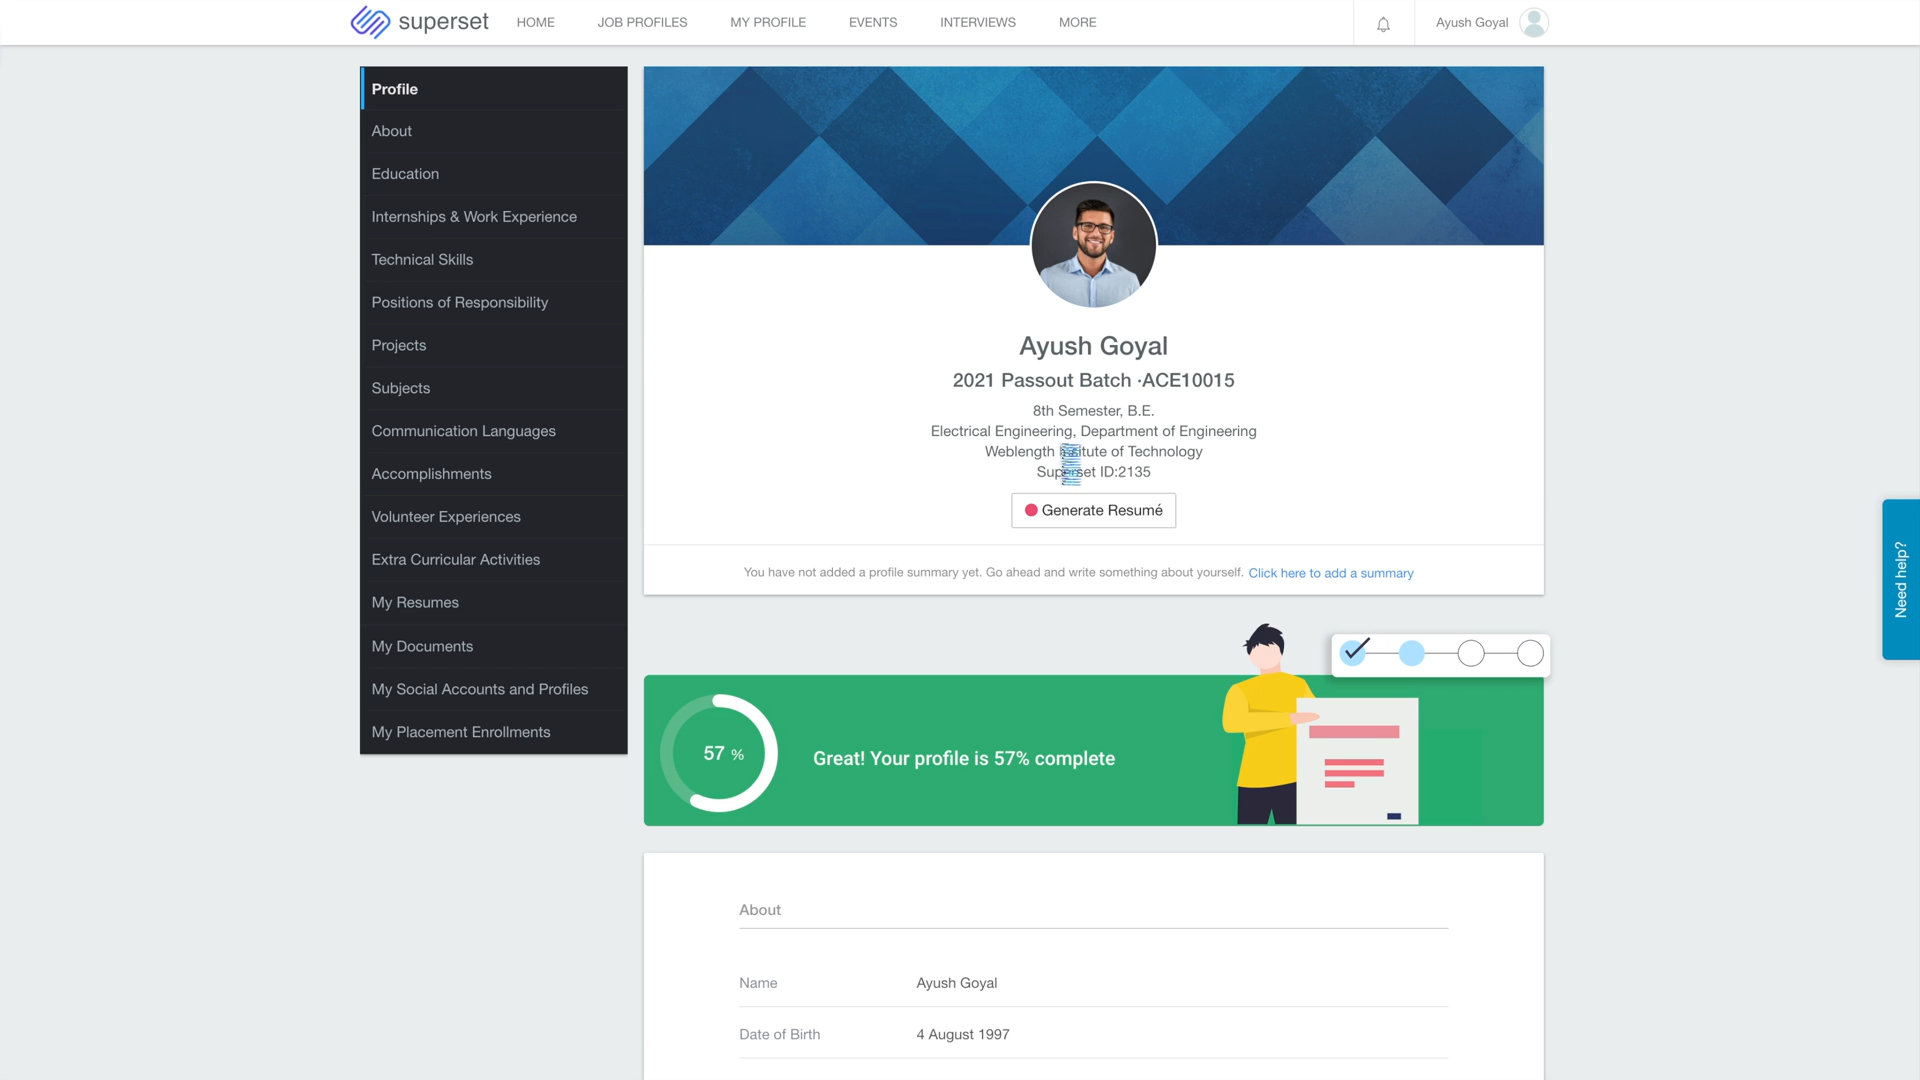 superset
HOME
JOB PROFILES
MY PROFILE
EVENTS
INTERVIEWS
MORE
Ayush Goyal
Profile
About
Education
Internships & Work Experience
Technical Skills
Positions of Responsibility
Projects
Subjects
Communication Languages
Accomplishments
Volunteer Experiences
Extra Curricular Activities
My Resumes
My Documents
My Social Accounts and Profiles
My Placement Enrollments
Ayush Goyal
2021 Passout Batch ·ACE10015
8th Semester, B.E.
Electrical Engineering, Department of Engineering
Weblength Institute of Technology
Superset ID:2135
Generate Resumé
You have not added a profile summary yet. Go ahead and write something about yourself. Click here to add a summary
57 %
Great! Your profile is 57% complete
About
Name Ayush Goyal
Date of Birth 4 August 1997
Need help?